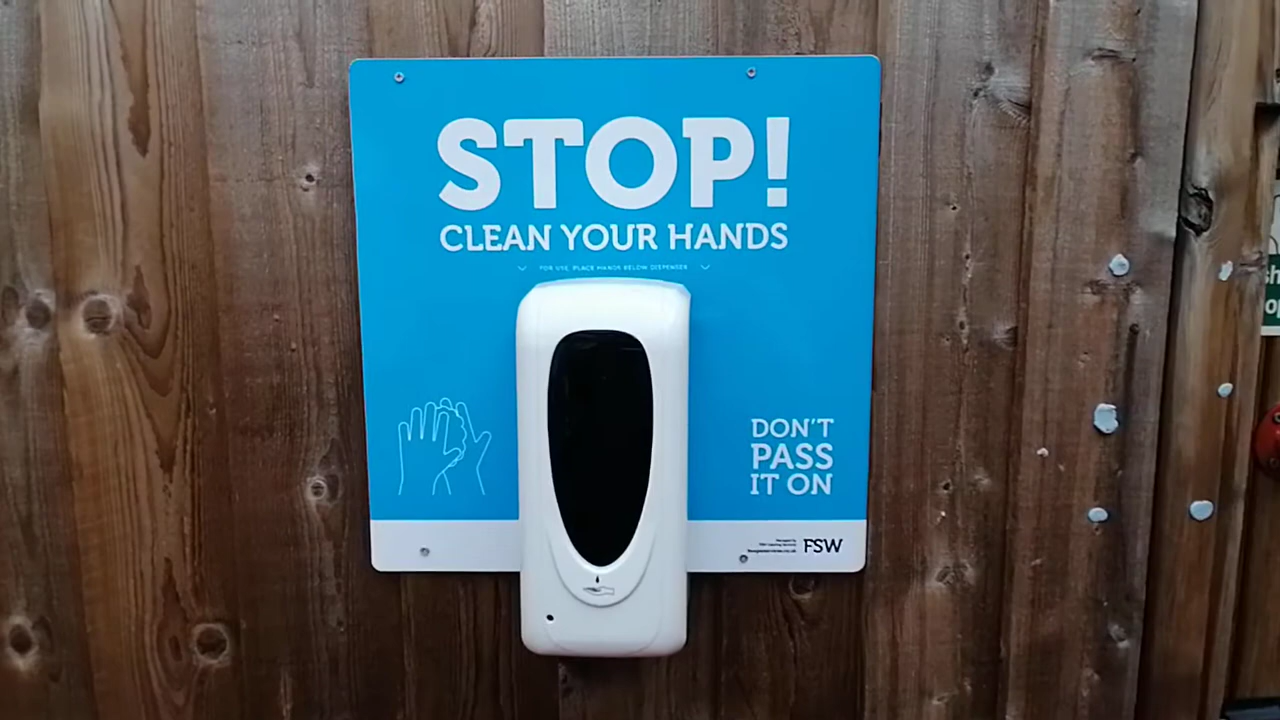 STOP!
CLEAN YOUR HANDS
FOR USE, PLACE HANDS BELOW DISPENSER
DON'T
PASS
IT ON
FSW